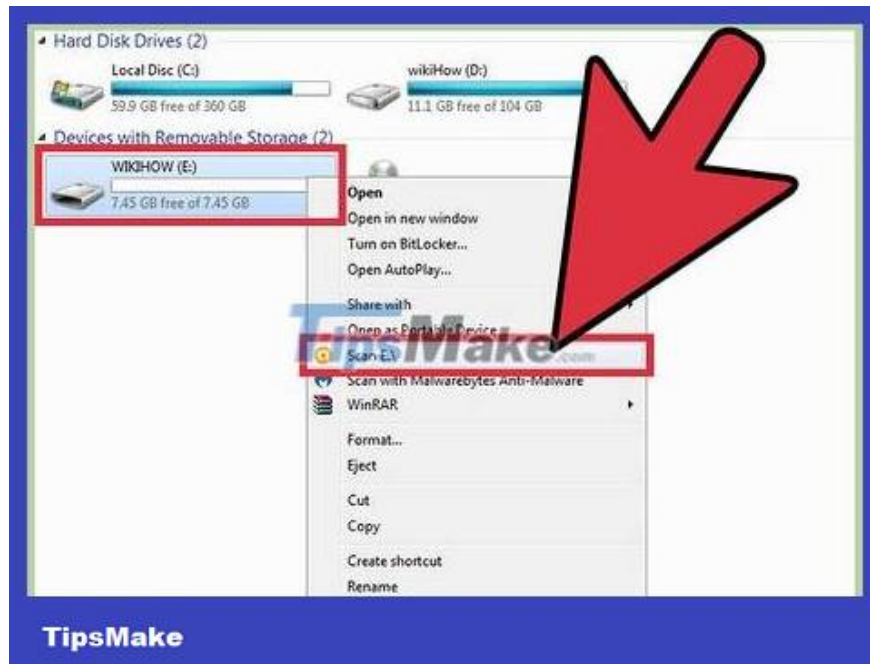 Hard Disk Drives (2)
Local Disc (C:)
59.9 GB free of 360 GB
wikiHow (D:)
11.1 GB free of 104 GB
Devices with Removable Storage (2)
WIKIHOW (E:)
7.45 GB free of 7.45 GB
Open
Open in new window
Turn on BitLocker...
Open AutoPlay...
Share with
Open as Portable Device
TipsMake.com
Scan E:\
Scan with Malwarebytes Anti-Malware
WinRAR
Format...
Eject
Cut
Copy
Create shortcut
Rename
TipsMake